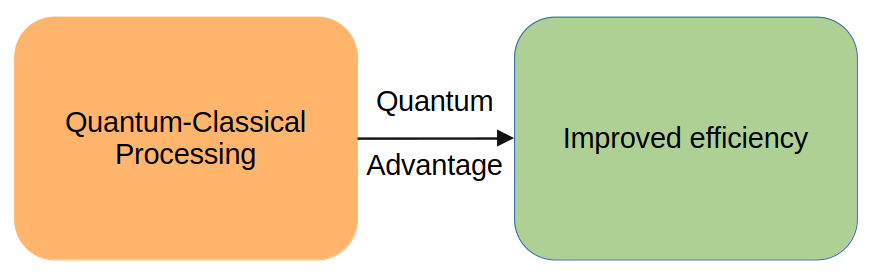 Quantum-Classical
Processing
Quantum
Advantage
Improved efficiency